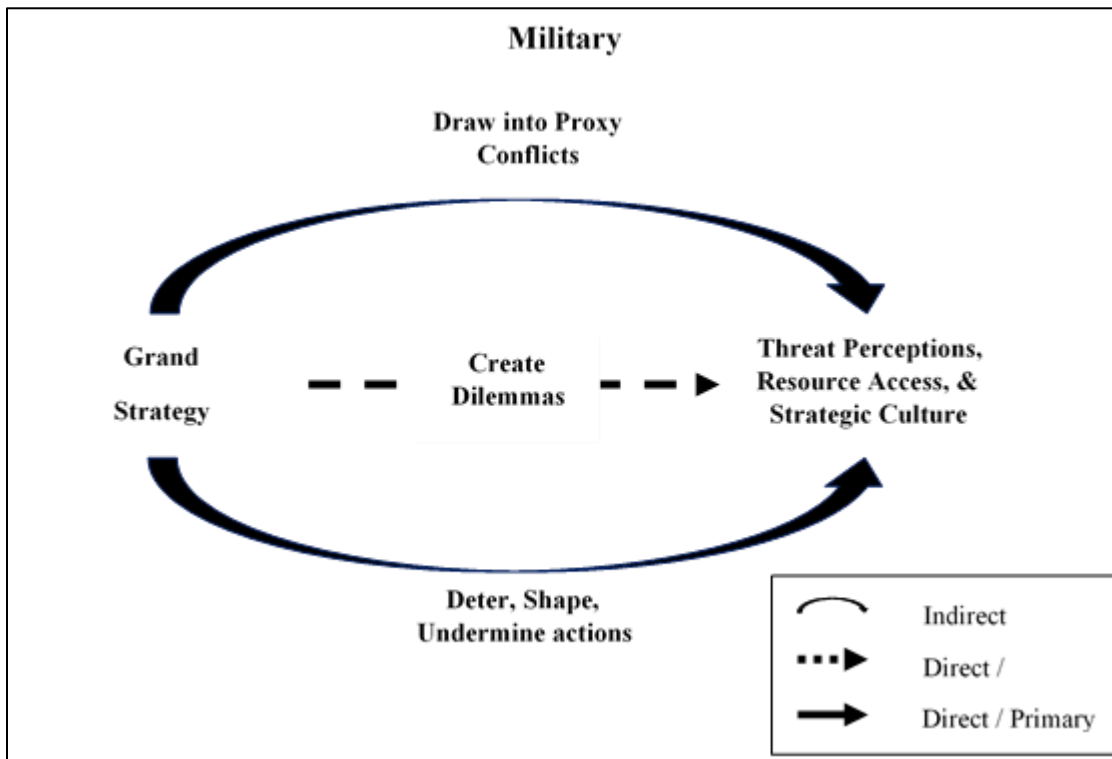 Military
Draw into Proxy
Conflicts
Grand
Strategy
Create
Dilemmas
Threat Perceptions,
Resource Access, &
Strategic Culture
Deter, Shape,
Undermine actions
Indirect
Direct /
Direct / Primary